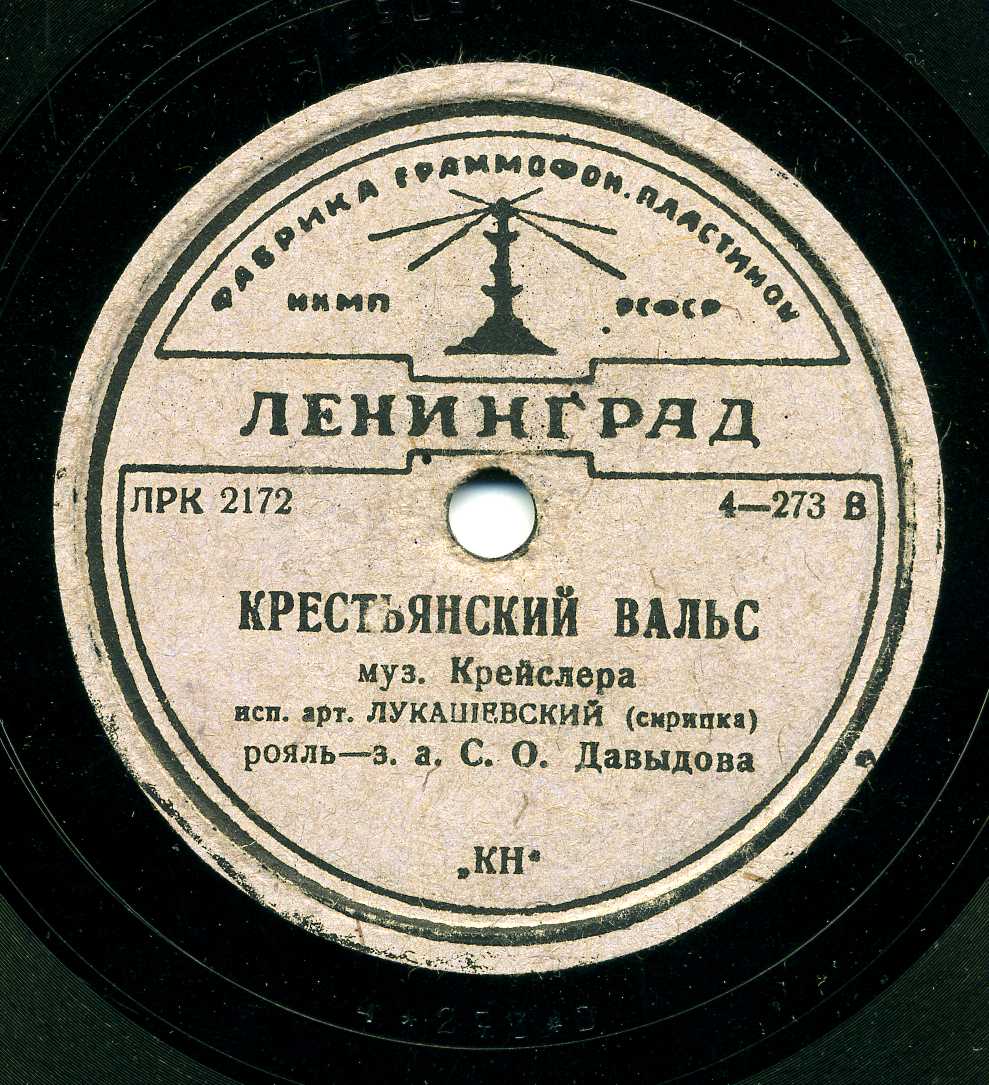 ФАБРИКА ГРАММОФОН. ПЛАСТИНОК
НКМП РСФСР
ЛЕНИНГРАД
ЛРК 2172 4—273 В
КРЕСТЬЯНСКИЙ ВАЛЬС
муз. Крейслера
исп. арт. ЛУКАШЕВСКИЙ (скрипка)
рояль—з. а. С. О. Давыдова
„КН“